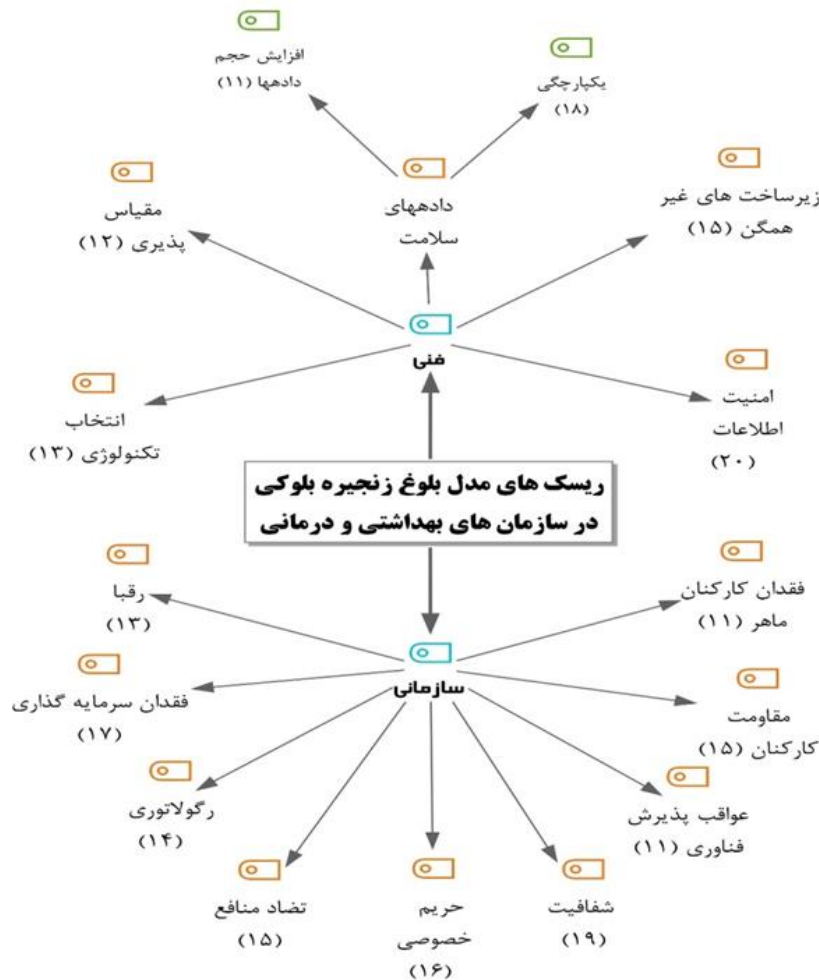 افزایش حجم
دادهها (۱۱)
یکپارچگی
(۱۸)
دادههای
سلامت
زیرساخت های غیر
همگن (۱۵)
مقیاس
پذیری (۱۲)
فنی
امنیت
اطلاعات
(۲۰)
انتخاب
تکنولوژی (۱۳)
ریسک های مدل بلوغ زنجیره بلوکی
در سازمان های بهداشتی و درمانی
فقدان کارکنان
ماهر (۱۱)
رقبا
(۱۳)
سازمانی
مقاومت
کارکنان (۱۵)
فقدان سرمایه گذاری
(۱۷)
عواقب پذیرش
فناوری (۱۱)
رگولاتوری
(۱۴)
شفافیت
(۱۹)
حریم
خصوصی
(۱۶)
تضاد منافع
(۱۵)